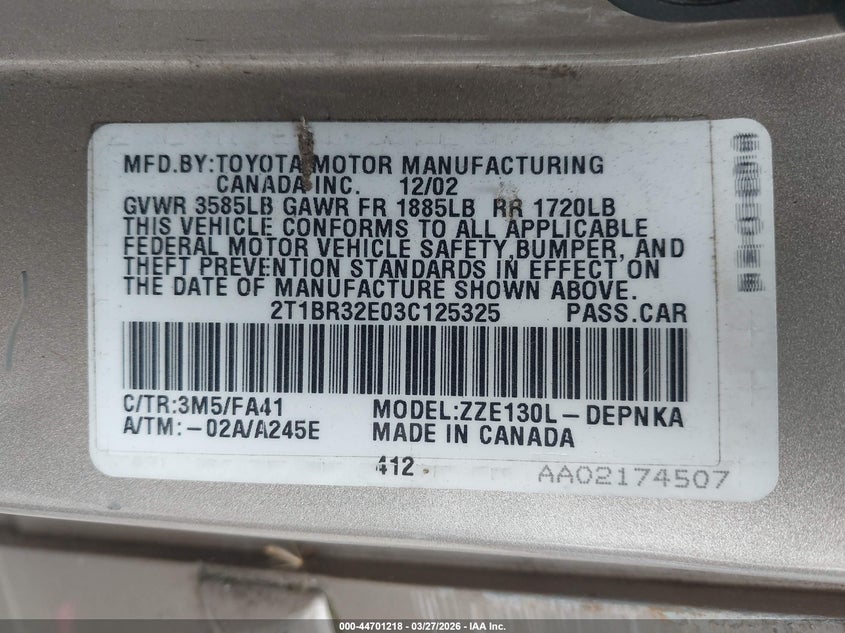 MFD.BY:TOYOTA MOTOR MANUFACTURING
CANADA INC. 12/02
GVWR 3585LB GAWR FR 1885LB RR 1720LB
THIS VEHICLE CONFORMS TO ALL APPLICABLE
FEDERAL MOTOR VEHICLE SAFETY,BUMPER, AND
THEFT PREVENTION STANDARDS IN EFFECT ON
THE DATE OF MANUFACTURE SHOWN ABOVE.
2T1BR32E03C125325 PASS.CAR
C/TR:3M5/FA41 MODEL:ZZE130L-DEPNKA
A/TM:-02A/A245E MADE IN CANADA
412
AA02174507
000-44701218 - 03/27/2026 - IAA Inc.